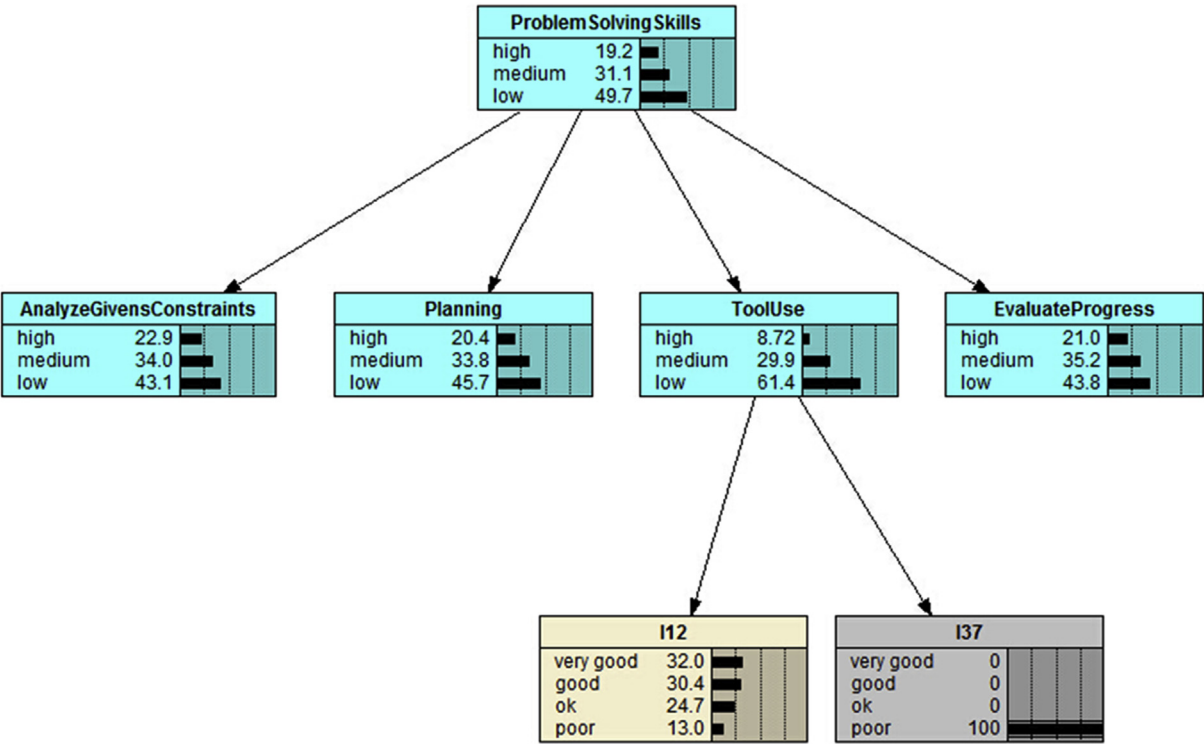 ProblemSolvingSkills
high 19.2
medium 31.1
low 49.7
AnalyzeGivensConstraints
high 22.9
medium 34.0
low 43.1
Planning
high 20.4
medium 33.8
low 45.7
ToolUse
high 8.72
medium 29.9
low 61.4
EvaluateProgress
high 21.0
medium 35.2
low 43.8
I12
very good 32.0
good 30.4
ok 24.7
poor 13.0
I37
very good 0
good 0
ok 0
poor 100